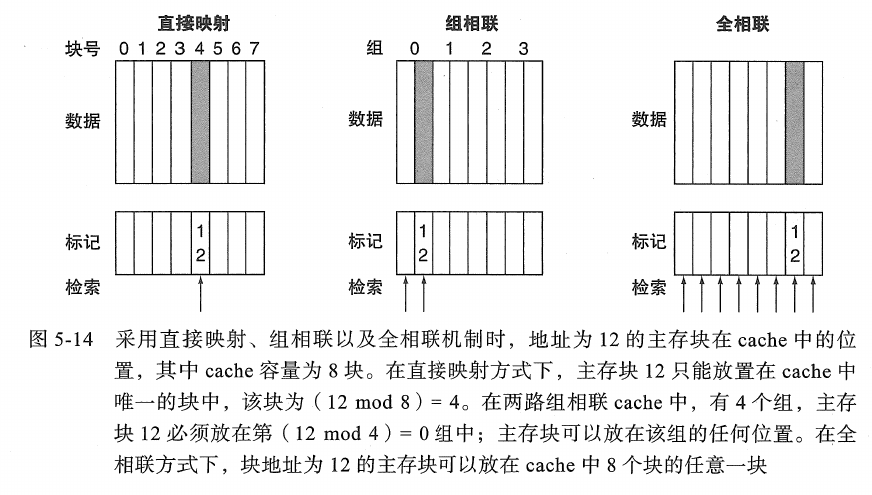 直接映射 组相联 全相联
块号 0 1 2 3 4 5 6 7 组 0 1 2 3
数据 数据 数据
标记 1 2 标记 1 2 标记 1 2
检索 检索 检索
图 5-14 采用直接映射、组相联以及全相联机制时，地址为 12 的主存块在 cache 中的位
置，其中 cache 容量为 8 块。在直接映射方式下，主存块 12 只能放置在 cache 中
唯一的块中，该块为（12 mod 8）= 4。在两路组相联 cache 中，有 4 个组，主存
块 12 必须放在第（12 mod 4）= 0 组中；主存块可以放在该组的任何位置。在全
相联方式下，块地址为 12 的主存块可以放在 cache 中 8 个块的任意一块